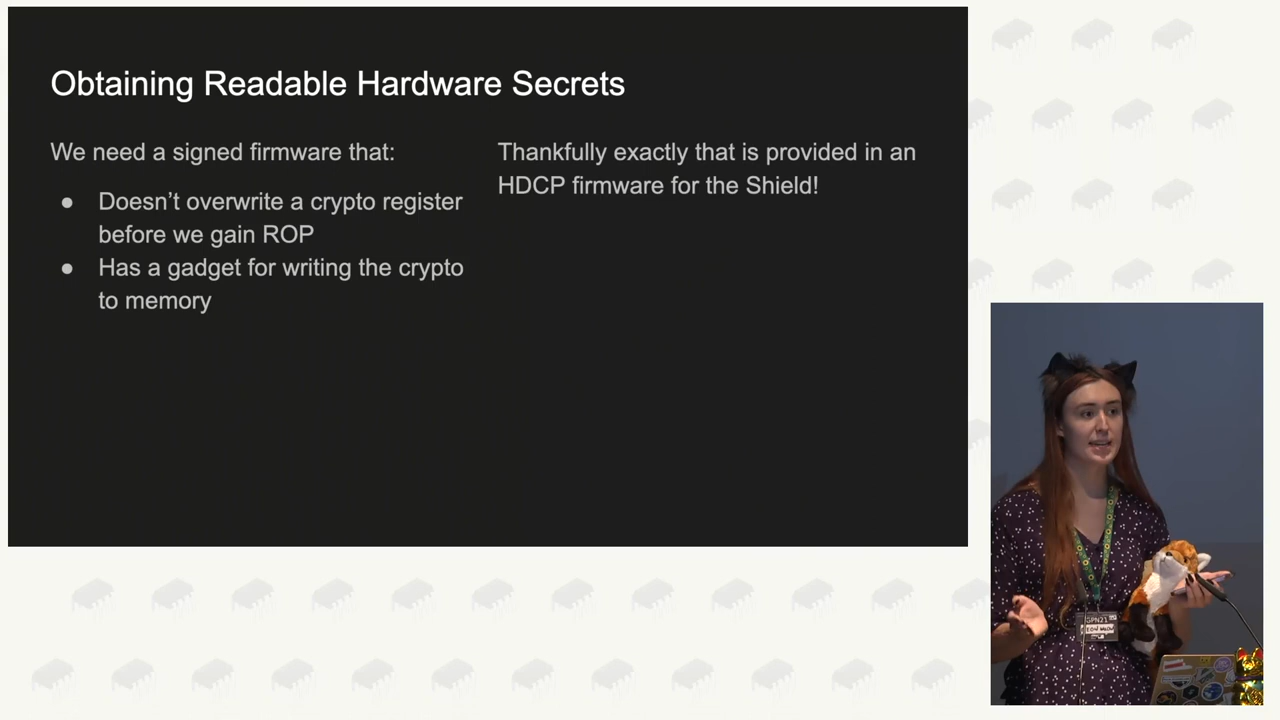 Obtaining Readable Hardware Secrets
We need a signed firmware that:
● Doesn’t overwrite a crypto register
before we gain ROP
● Has a gadget for writing the crypto
to memory
Thankfully exactly that is provided in an
HDCP firmware for the Shield!
GPN21